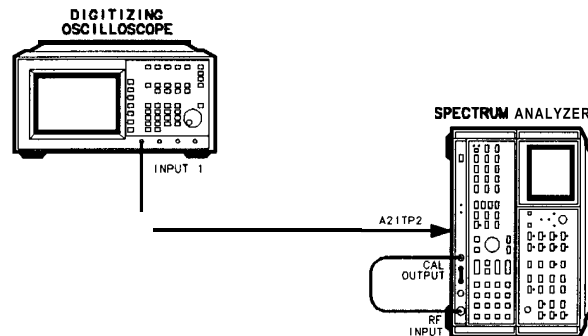 DIGITIZING
OSCILLOSCOPE
SPECTRUM ANALYZER
INPUT 1
A21TP2
CAL
OUTPUT
RF
INPUT